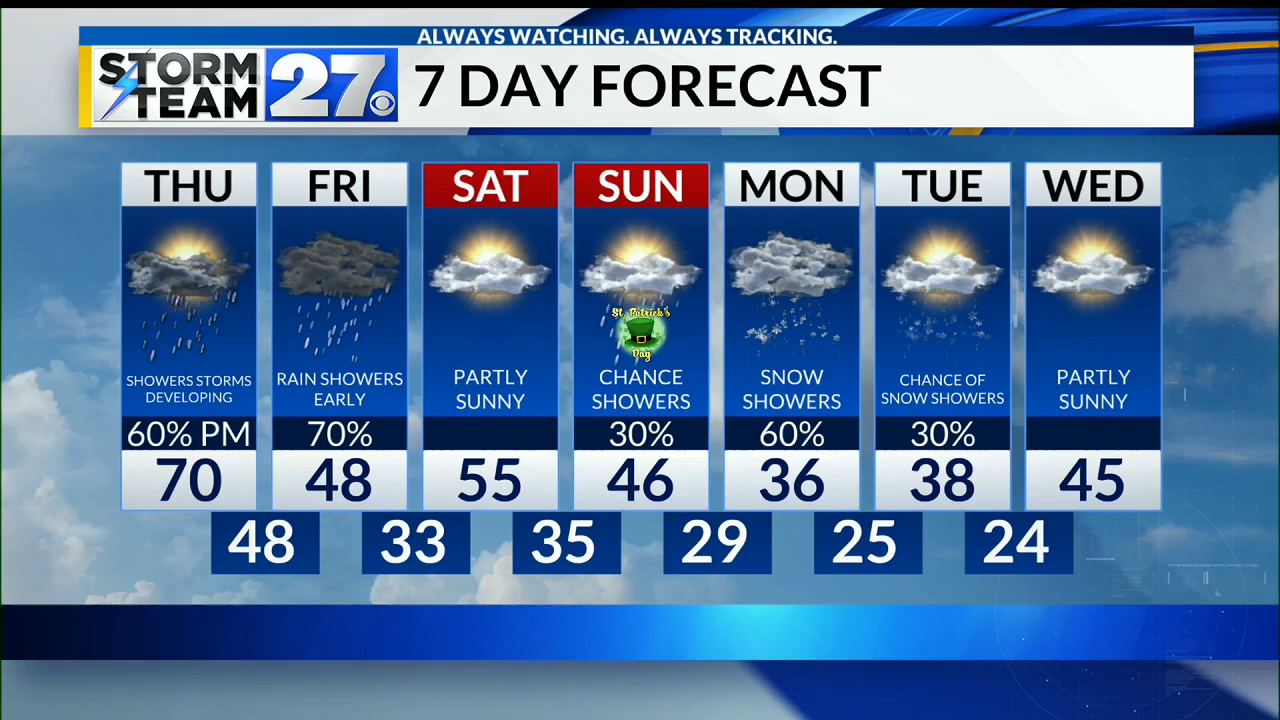 ALWAYS WATCHING. ALWAYS TRACKING.
STORM
TEAM
27
7 DAY FORECAST
THU
FRI
SAT
SUN
MON
TUE
WED
St. Patrick's
Day
SHOWERS STORMS
DEVELOPING
RAIN SHOWERS
EARLY
PARTLY
SUNNY
CHANCE
SHOWERS
SNOW
SHOWERS
CHANCE OF
SNOW SHOWERS
PARTLY
SUNNY
60% PM
70%
30%
60%
30%
70
48
55
46
36
38
45
48
33
35
29
25
24